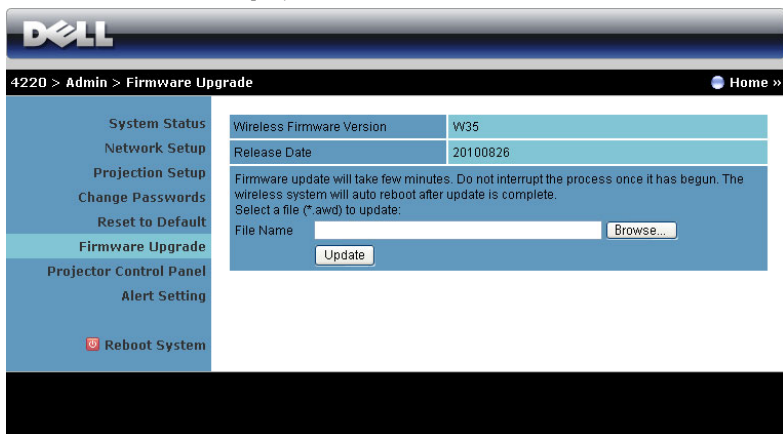 DELL
4220 > Admin > Firmware Upgrade
Home »
System Status
Network Setup
Projection Setup
Change Passwords
Reset to Default
Firmware Upgrade
Projector Control Panel
Alert Setting
Reboot System
Wireless Firmware Version W35
Release Date 20100826
Firmware update will take few minutes. Do not interrupt the process once it has begun. The
wireless system will auto reboot after update is complete.
Select a file (*.awd) to update:
File Name Browse...
Update